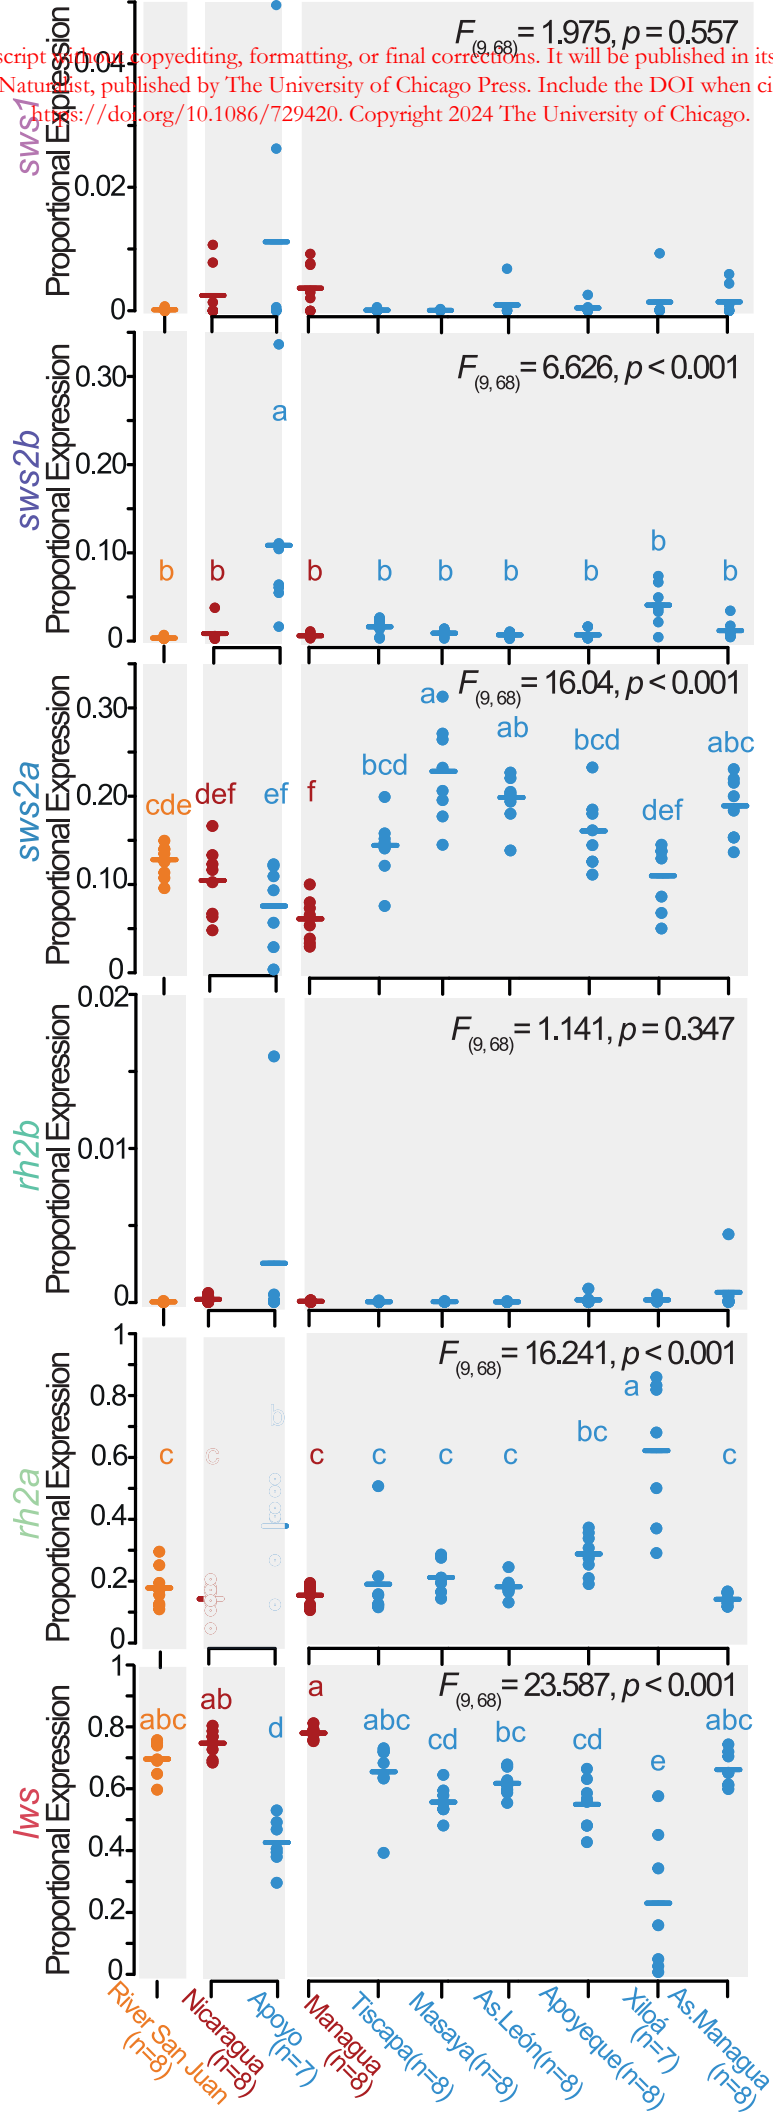 script without copyediting, formatting, or final corrections. It will be published in its
Naturalist, published by The University of Chicago Press. Include the DOI when ci
https://doi.org/10.1086/729420. Copyright 2024 The University of Chicago.
sws1
Proportional Expression
0.04
0.02
0
F(9,68) = 1.975, p = 0.557
sws2b
Proportional Expression
0.30
0.20
0.10
0
F(9,68) = 6.626, p < 0.001
b b a b b b b b b b
sws2a
Proportional Expression
0.30
0.20
0.10
0
F(9,68) = 16.04, p < 0.001
cde def ef f bcd a ab bcd def abc
rh2b
Proportional Expression
0.02
0.01
0
F(9,68) = 1.141, p = 0.347
rh2a
Proportional Expression
1
0.8
0.6
0.4
0.2
0
F(9,68) = 16.241, p < 0.001
c c b c c c c bc a c
lws
Proportional Expression
1
0.8
0.6
0.4
0.2
0
F(9,68) = 23.587, p < 0.001
abc ab d a abc cd bc cd e abc
River San Juan
(n=8)
Nicaragua
(n=8)
Apoyo
(n=7)
Managua
(n=8)
Tiscapa(n=8)
Masaya(n=8)
As.León(n=8)
Apoyeque(n=8)
Xiloá
(n=7)
As.Managua
(n=8)